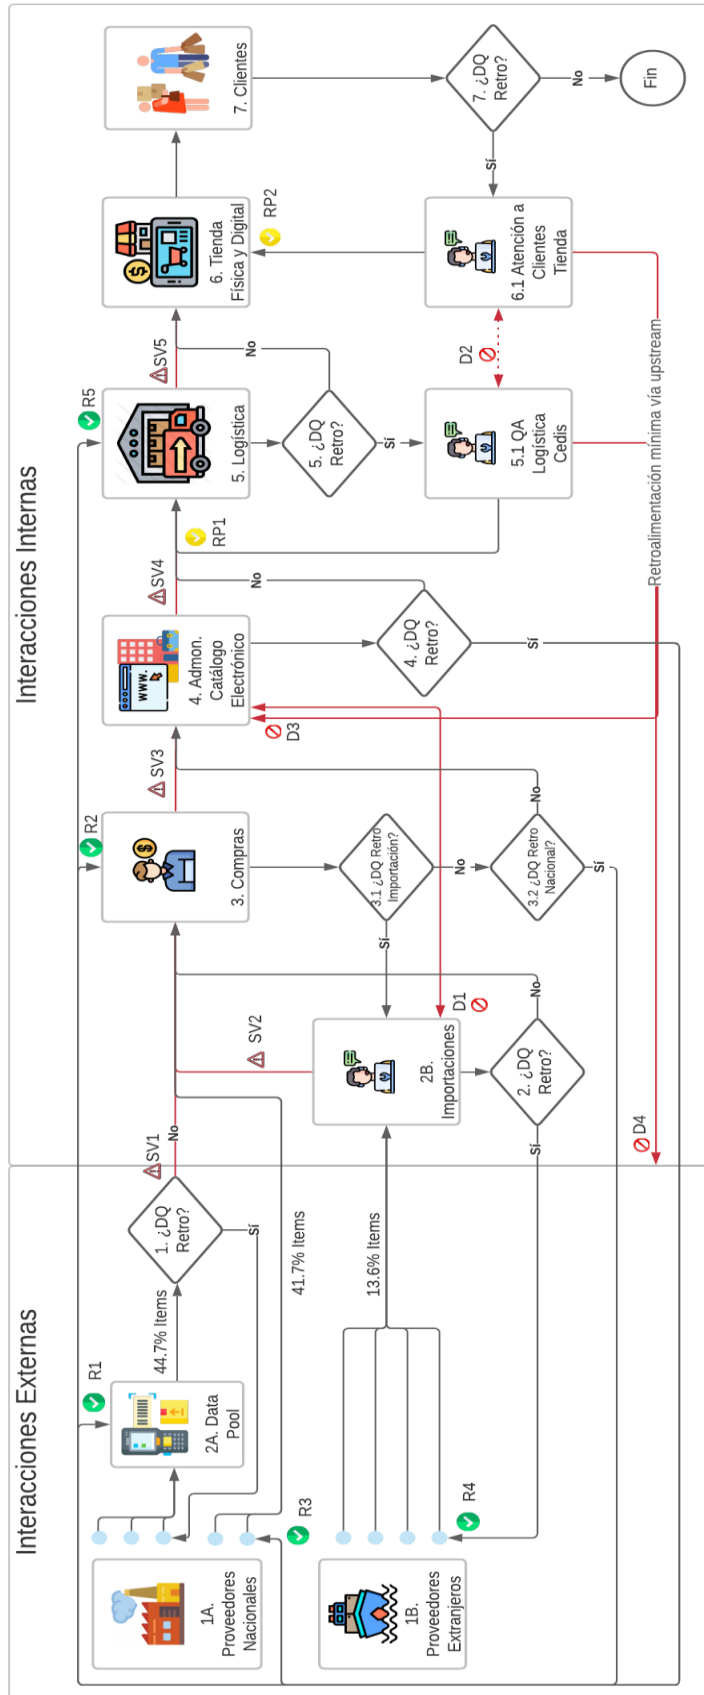 Interacciones Externas
Interacciones Internas
1A.
Proveedores
Nacionales
1B.
Proveedores
Extranjeros
R3
R4
R1
2A. Data
Pool
44.7% Items
1. ¿DQ
Retro?
Sí
No
SV1
41.7% Items
13.6% Items
2B.
Importaciones
SV2
D1
2. ¿DQ
Retro?
Sí
No
R2
3. Compras
SV3
3.1 ¿DQ Retro
Importación?
Sí
No
3.2 ¿DQ Retro
Nacional?
Sí
No
www.
4. Admon.
Catálogo
Electrónico
D3
SV4
4. ¿DQ
Retro?
Sí
No
RP1
R5
5. Logística
SV5
5. ¿DQ
Retro?
Sí
No
5.1 QA
Logística
Cedis
D2
6. Tienda
Física y Digital
RP2
6.1 Atención a
Clientes
Tienda
7. Clientes
7. ¿DQ
Retro?
Sí
No
Fin
Retroalimentación mínima vía upstream
D4